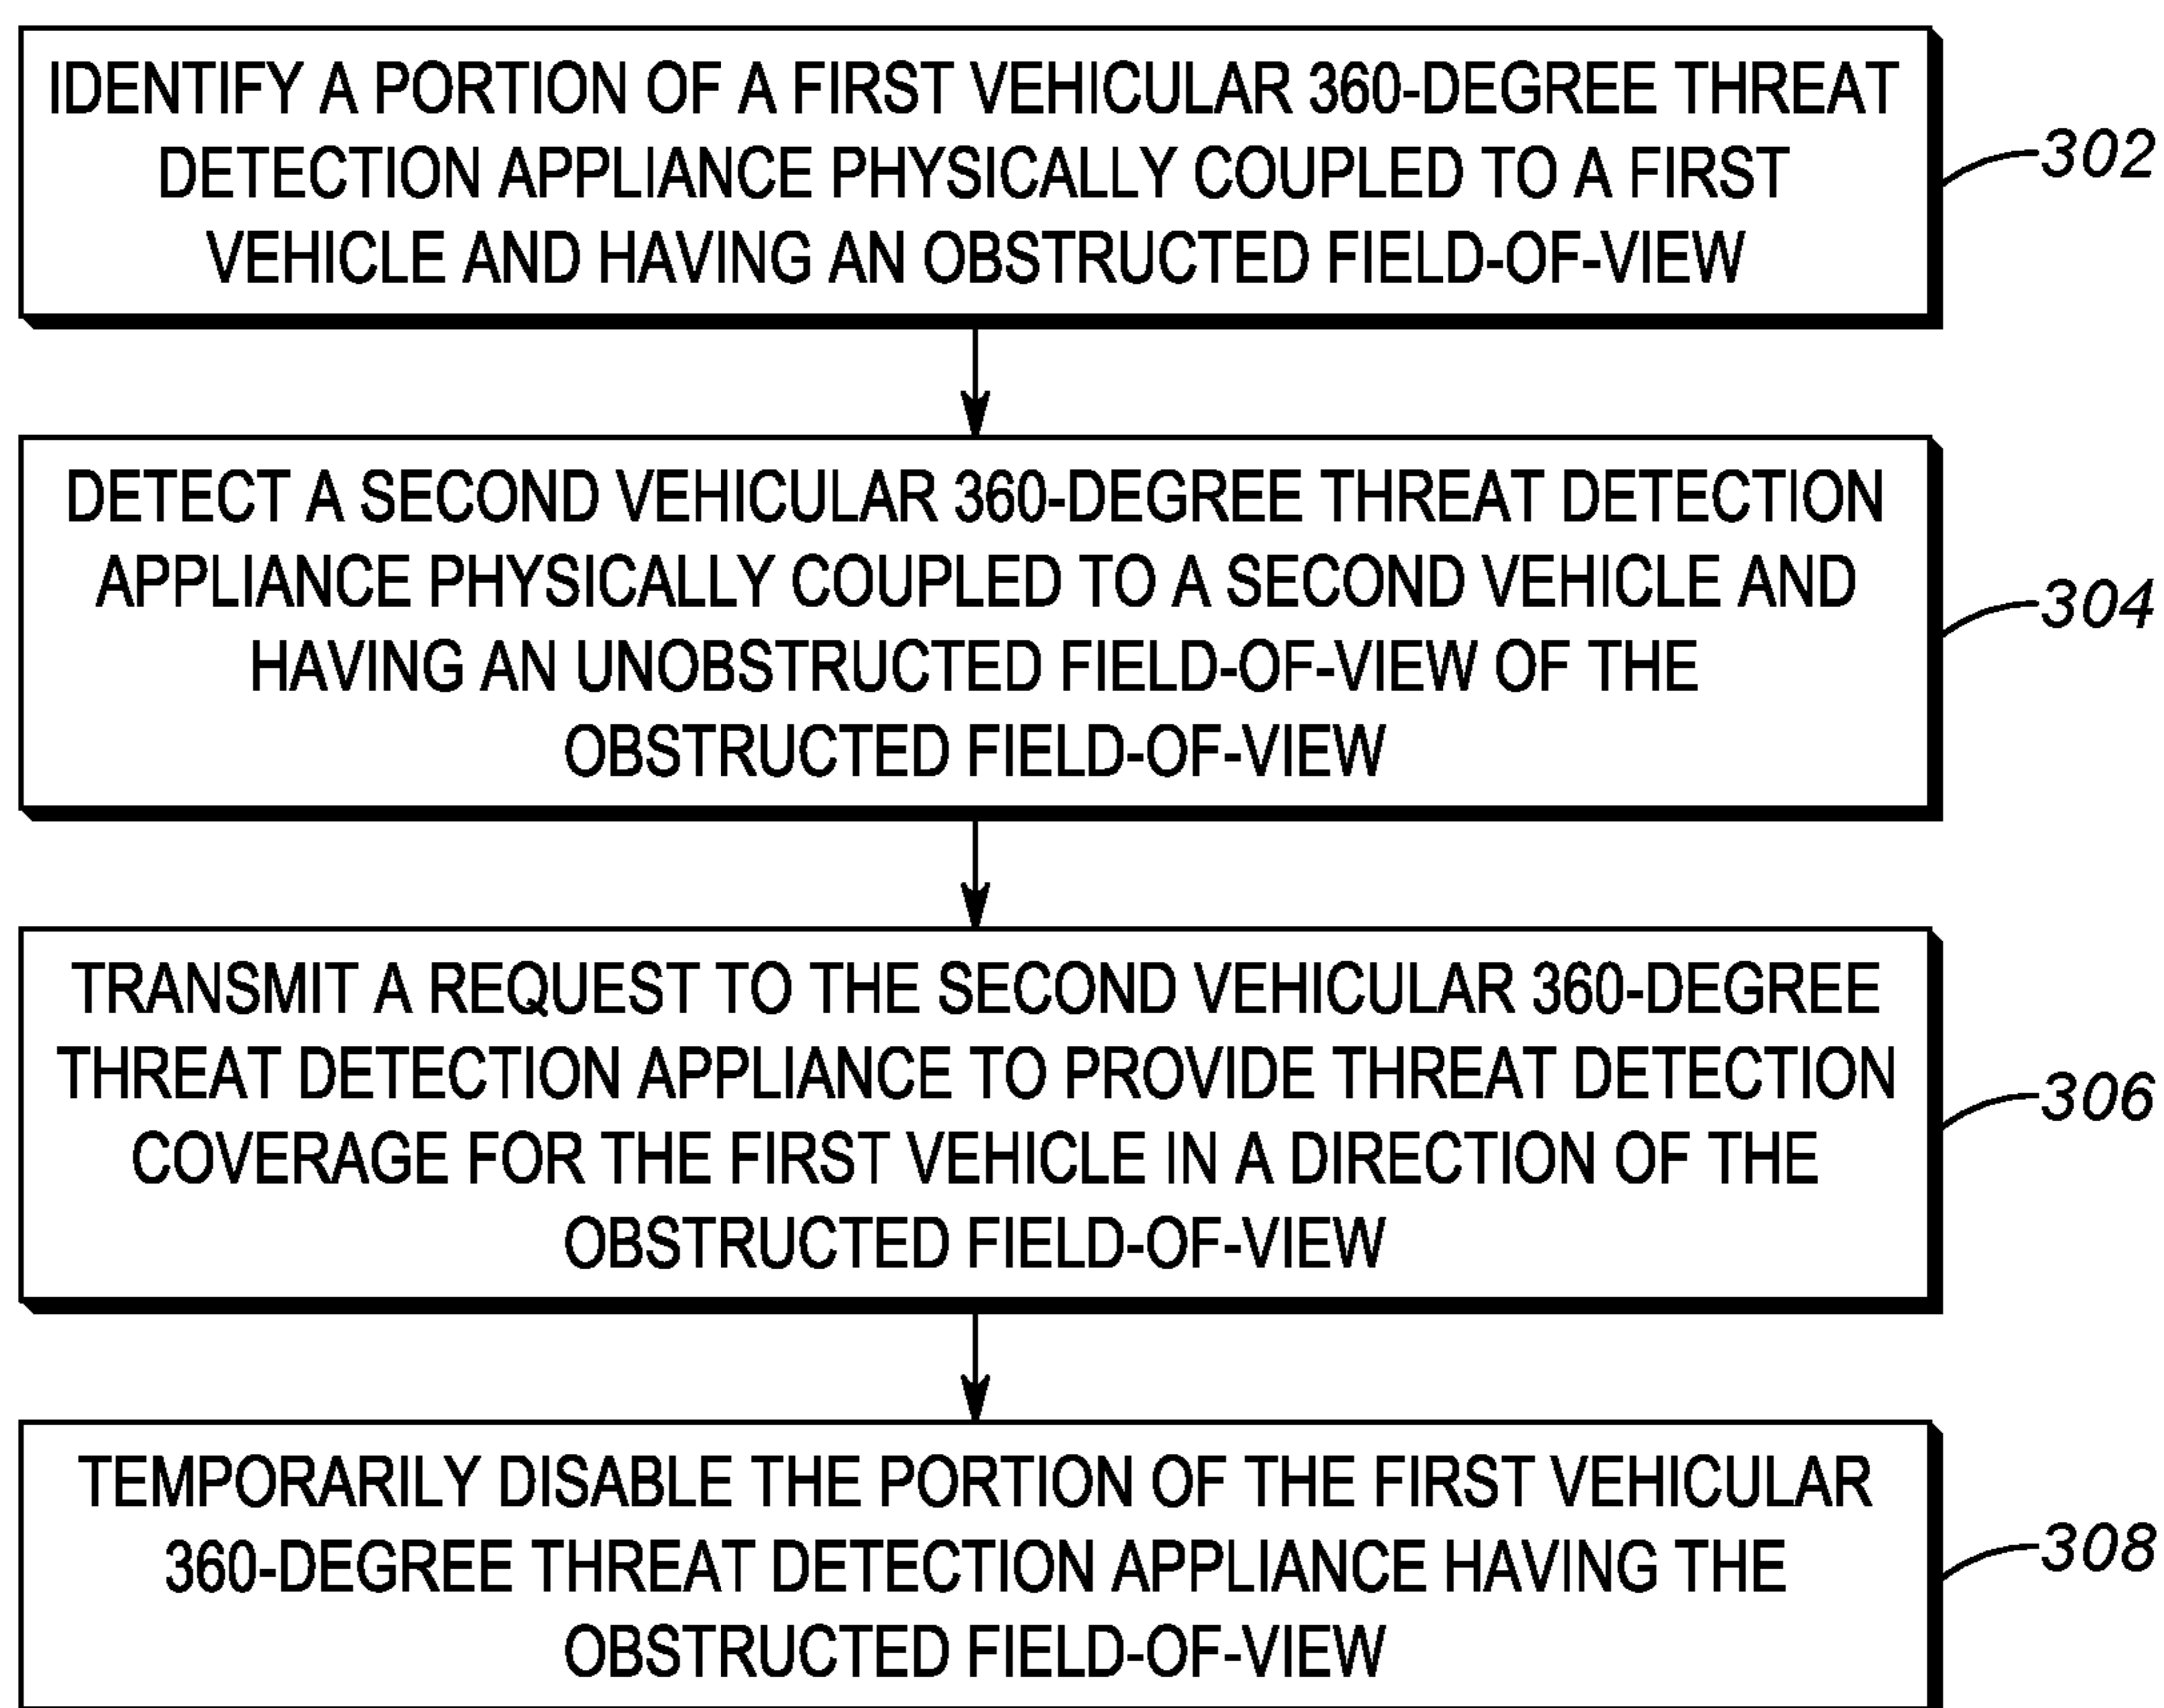 IDENTIFY A PORTION OF A FIRST VEHICULAR 360-DEGREE THREAT
DETECTION APPLIANCE PHYSICALLY COUPLED TO A FIRST
VEHICLE AND HAVING AN OBSTRUCTED FIELD-OF-VIEW
302
DETECT A SECOND VEHICULAR 360-DEGREE THREAT DETECTION
APPLIANCE PHYSICALLY COUPLED TO A SECOND VEHICLE AND
HAVING AN UNOBSTRUCTED FIELD-OF-VIEW OF THE
OBSTRUCTED FIELD-OF-VIEW
304
TRANSMIT A REQUEST TO THE SECOND VEHICULAR 360-DEGREE
THREAT DETECTION APPLIANCE TO PROVIDE THREAT DETECTION
COVERAGE FOR THE FIRST VEHICLE IN A DIRECTION OF THE
OBSTRUCTED FIELD-OF-VIEW
306
TEMPORARILY DISABLE THE PORTION OF THE FIRST VEHICULAR
360-DEGREE THREAT DETECTION APPLIANCE HAVING THE
OBSTRUCTED FIELD-OF-VIEW
308